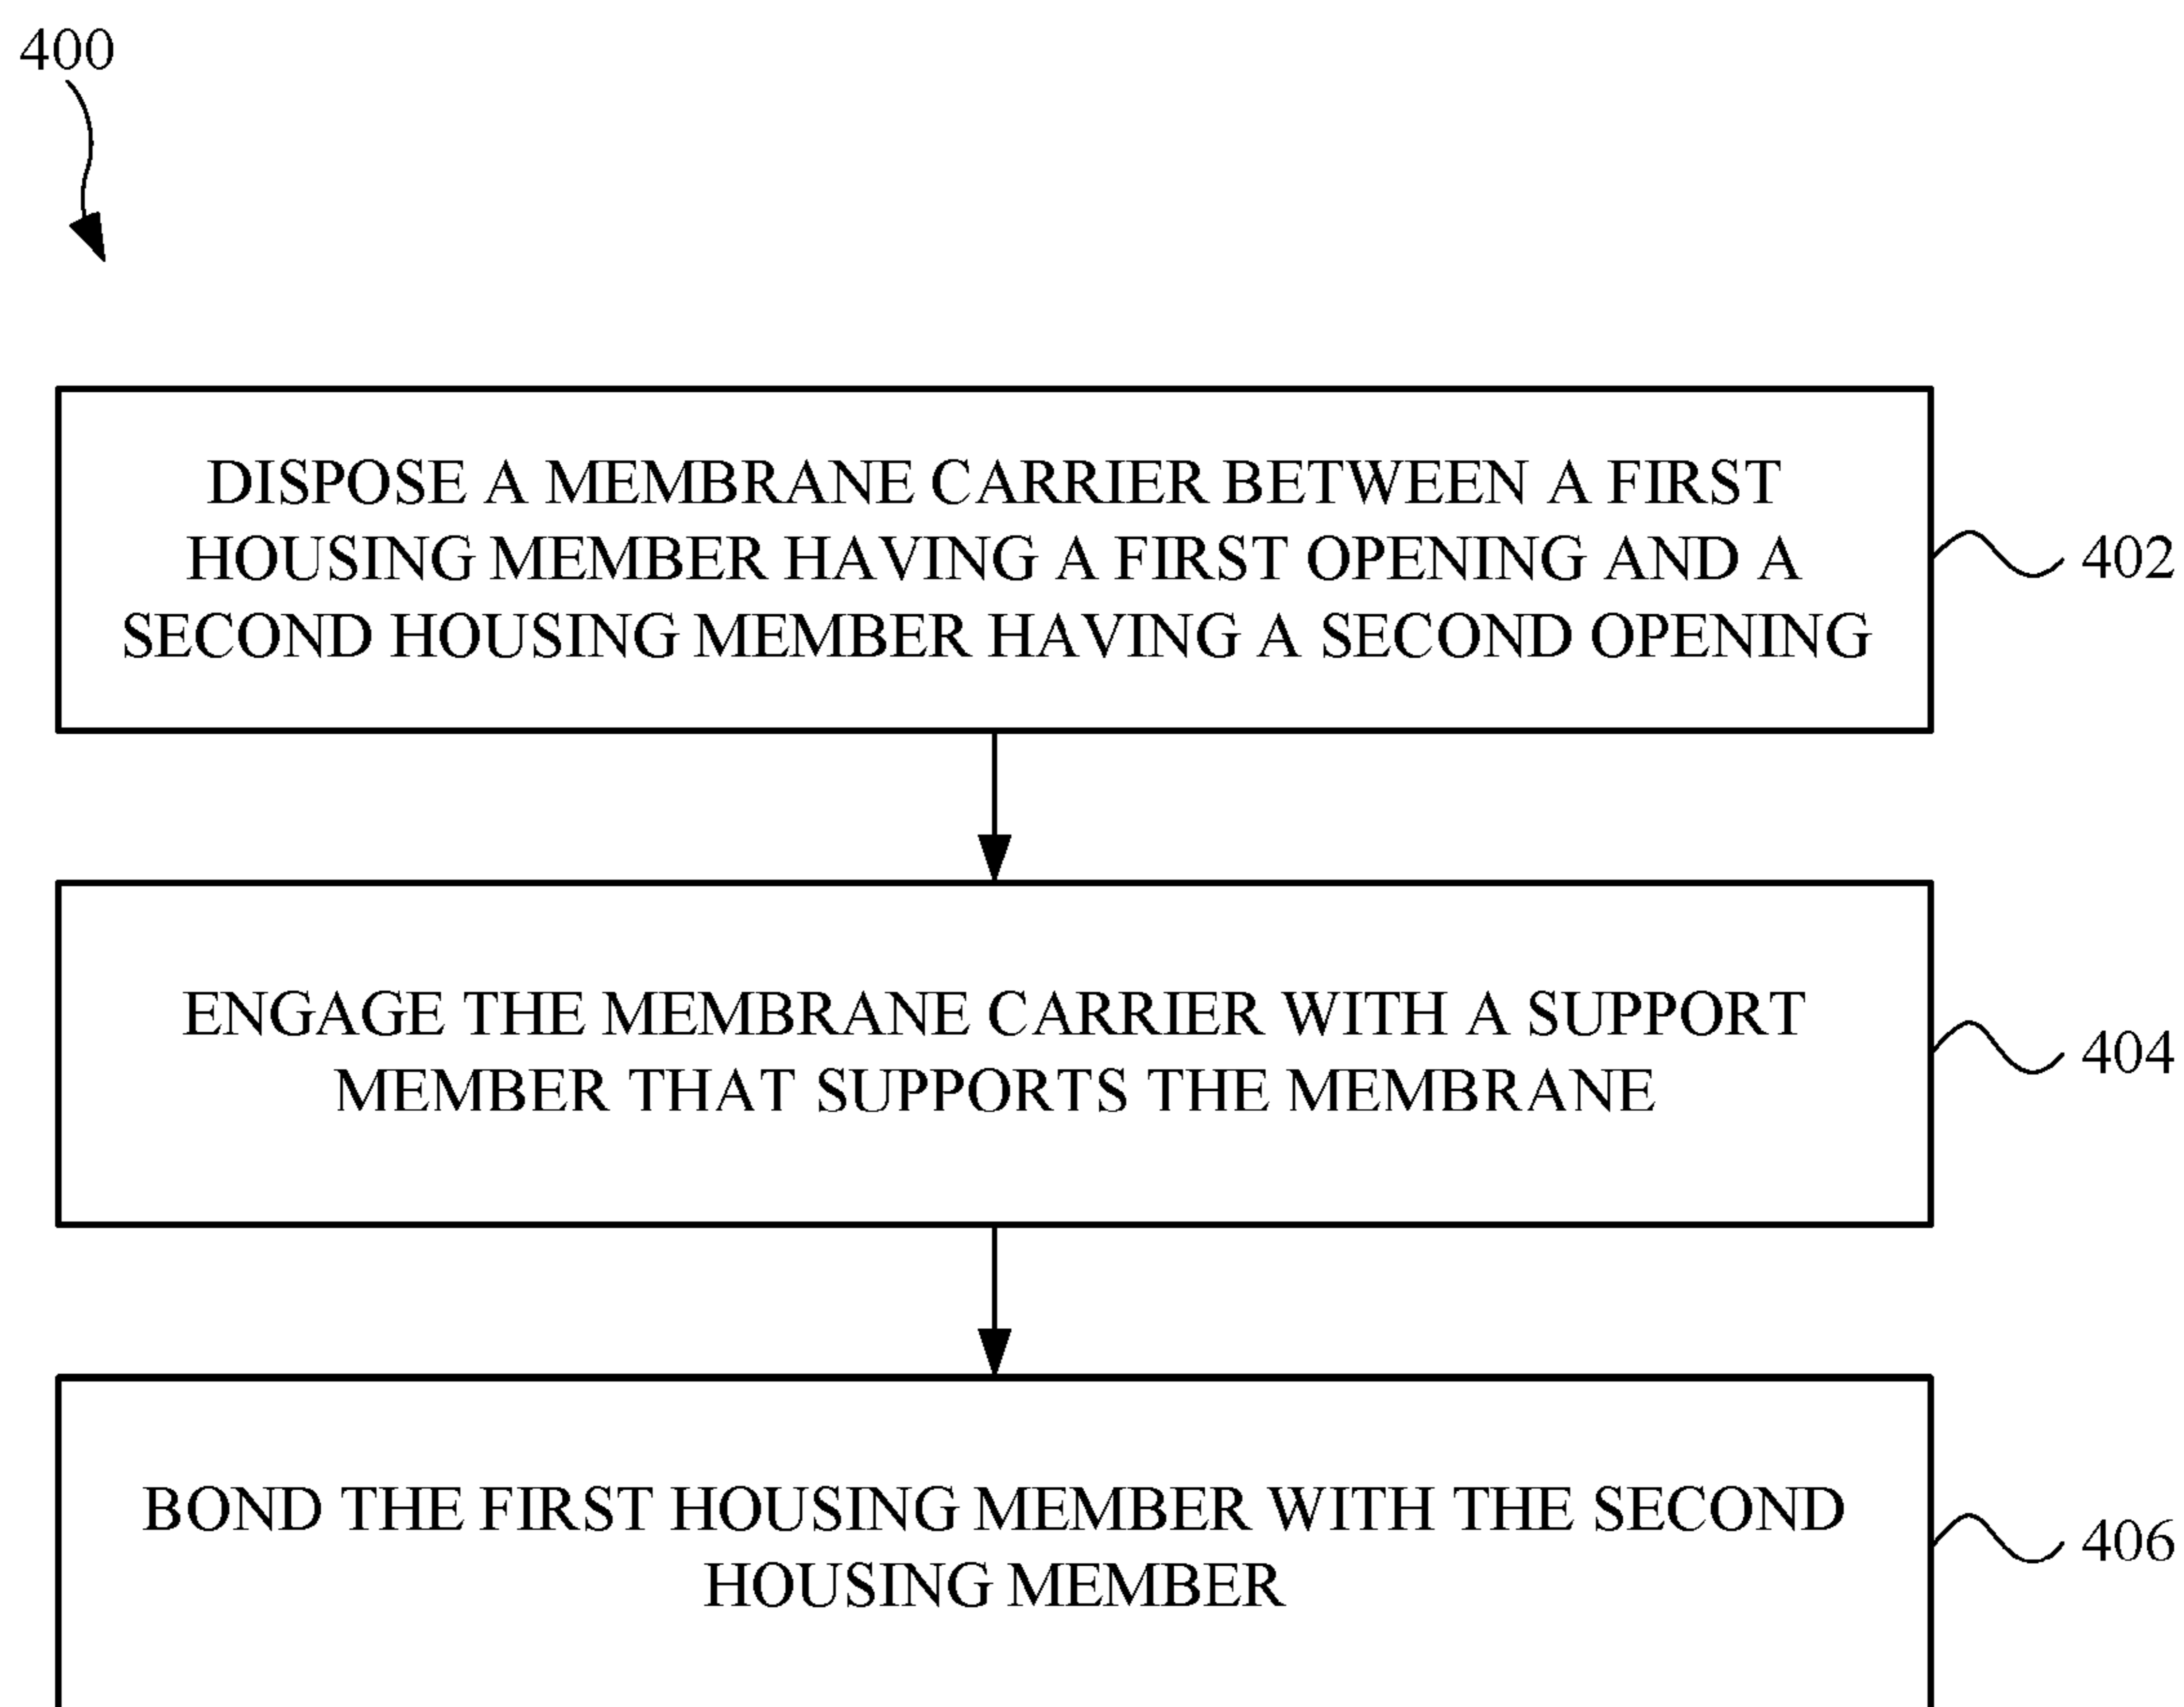 400
DISPOSE A MEMBRANE CARRIER BETWEEN A FIRST
HOUSING MEMBER HAVING A FIRST OPENING AND A
SECOND HOUSING MEMBER HAVING A SECOND OPENING
402
ENGAGE THE MEMBRANE CARRIER WITH A SUPPORT
MEMBER THAT SUPPORTS THE MEMBRANE
404
BOND THE FIRST HOUSING MEMBER WITH THE SECOND
HOUSING MEMBER
406